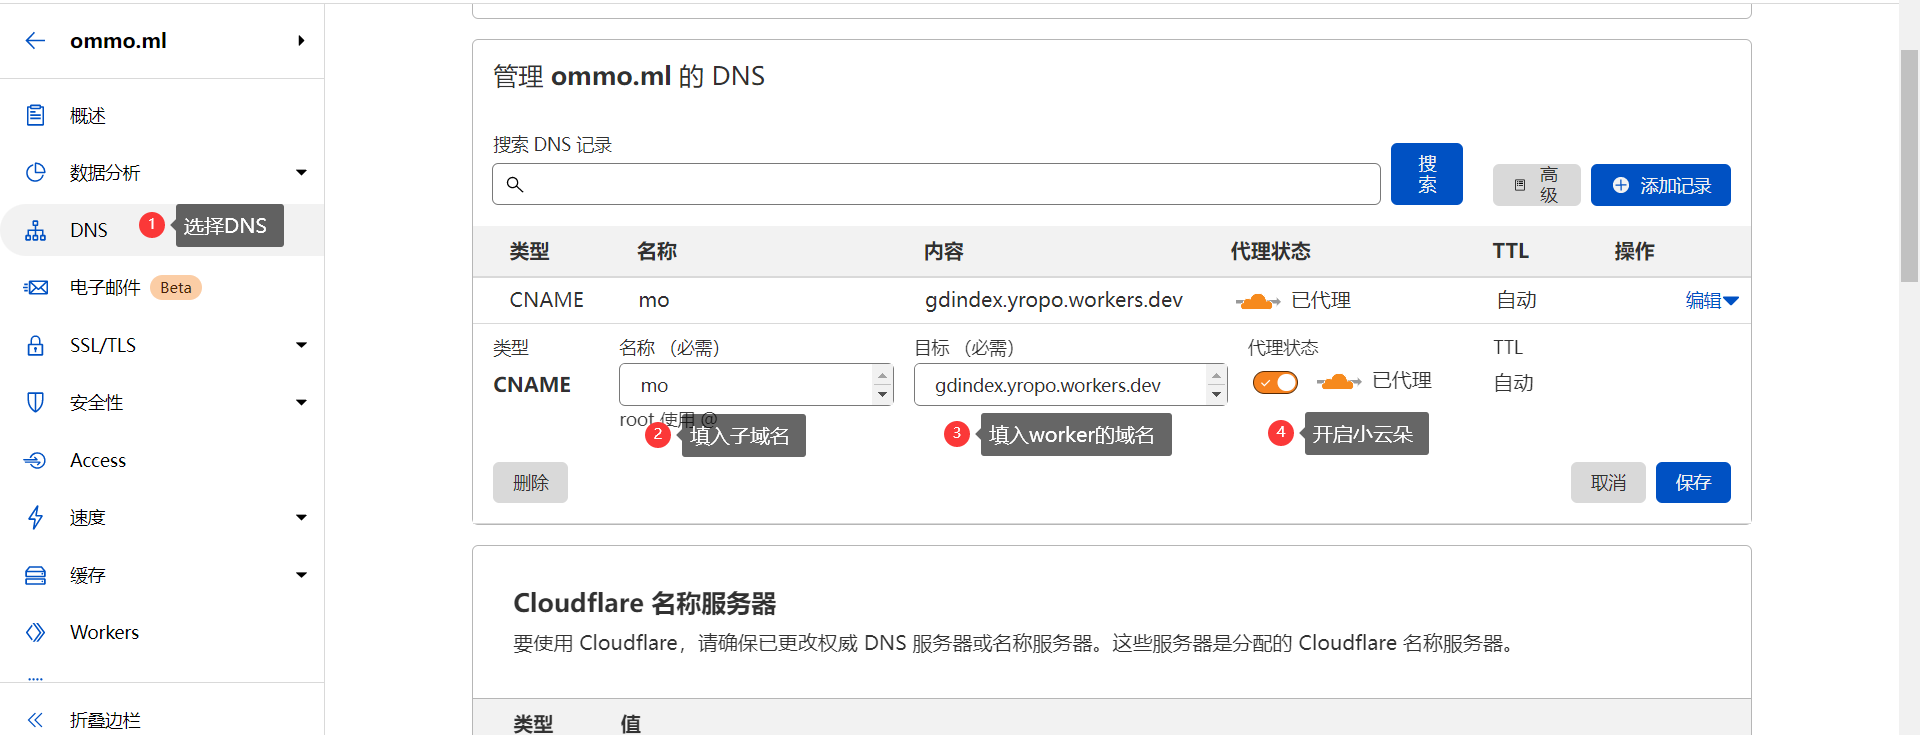 ommo.ml
概述
数据分析
DNS
1
选择DNS
电子邮件
Beta
SSL/TLS
安全性
Access
速度
缓存
Workers
折叠边栏
管理 ommo.ml 的 DNS
搜索 DNS 记录
搜
索
高
级
添加记录
类型 名称 内容 代理状态 TTL 操作
CNAME mo gdindex.yropo.workers.dev 已代理 自动 编辑
类型 名称 （必需） 目标 （必需） 代理状态 TTL
CNAME mo gdindex.yropo.workers.dev 已代理 自动
root 使用 @
2 填入子域名
3 填入worker的域名
4 开启小云朵
删除 取消 保存
Cloudflare 名称服务器
要使用 Cloudflare，请确保已更改权威 DNS 服务器或名称服务器。这些服务器是分配的 Cloudflare 名称服务器。
类型 值